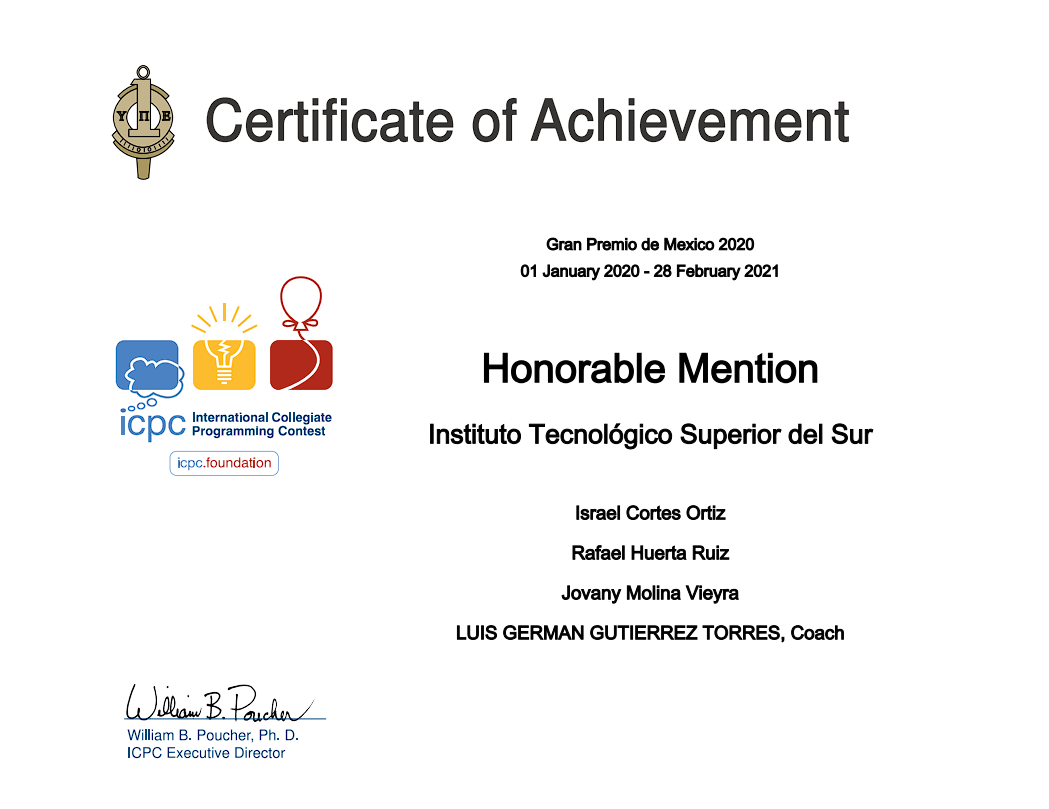 Certificate of Achievement
Υ Π Ε
Gran Premio de Mexico 2020
01 January 2020 - 28 February 2021
Honorable Mention
Instituto Tecnológico Superior del Sur
icpc International Collegiate
Programming Contest
icpc.foundation
Israel Cortes Ortiz
Rafael Huerta Ruiz
Jovany Molina Vieyra
LUIS GERMAN GUTIERREZ TORRES, Coach
William B. Poucher
William B. Poucher, Ph. D.
ICPC Executive Director